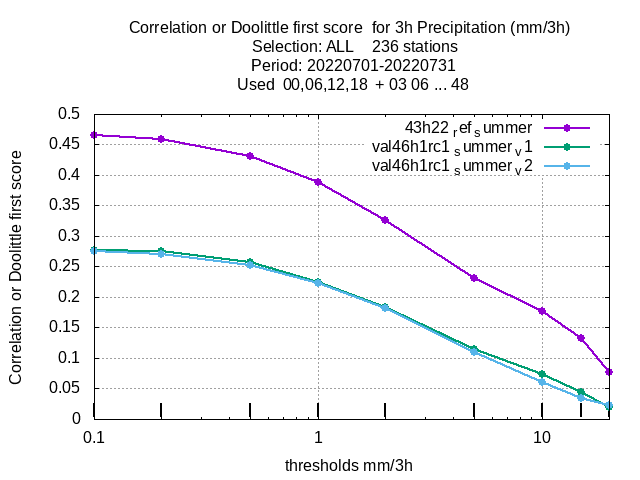 Correlation or Doolittle first score  for 3h Precipitation (mm/3h)
Selection: ALL    236 stations
Period: 20220701-20220731
Used  00,06,12,18  + 03 06 ... 48
43h22 ref summer
val46h1rc1 summer v1
val46h1rc1 summer v2
Correlation or Doolittle first score
0.5
0.45
0.4
0.35
0.3
0.25
0.2
0.15
0.1
0.05
0
0.1 1 10
thresholds mm/3h